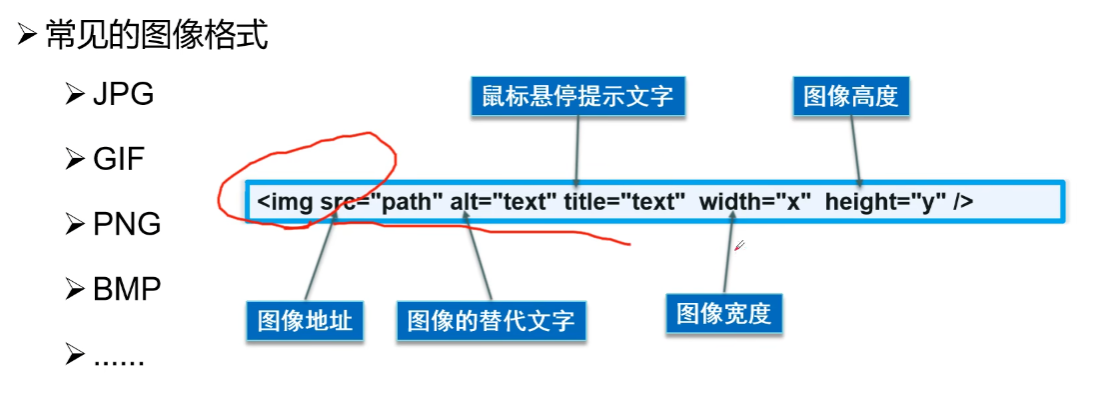 常见的图像格式
JPG
GIF
PNG
BMP
......
鼠标悬停提示文字
图像高度
<img src="path" alt="text" title="text" width="x" height="y" />
图像地址
图像的替代文字
图像宽度